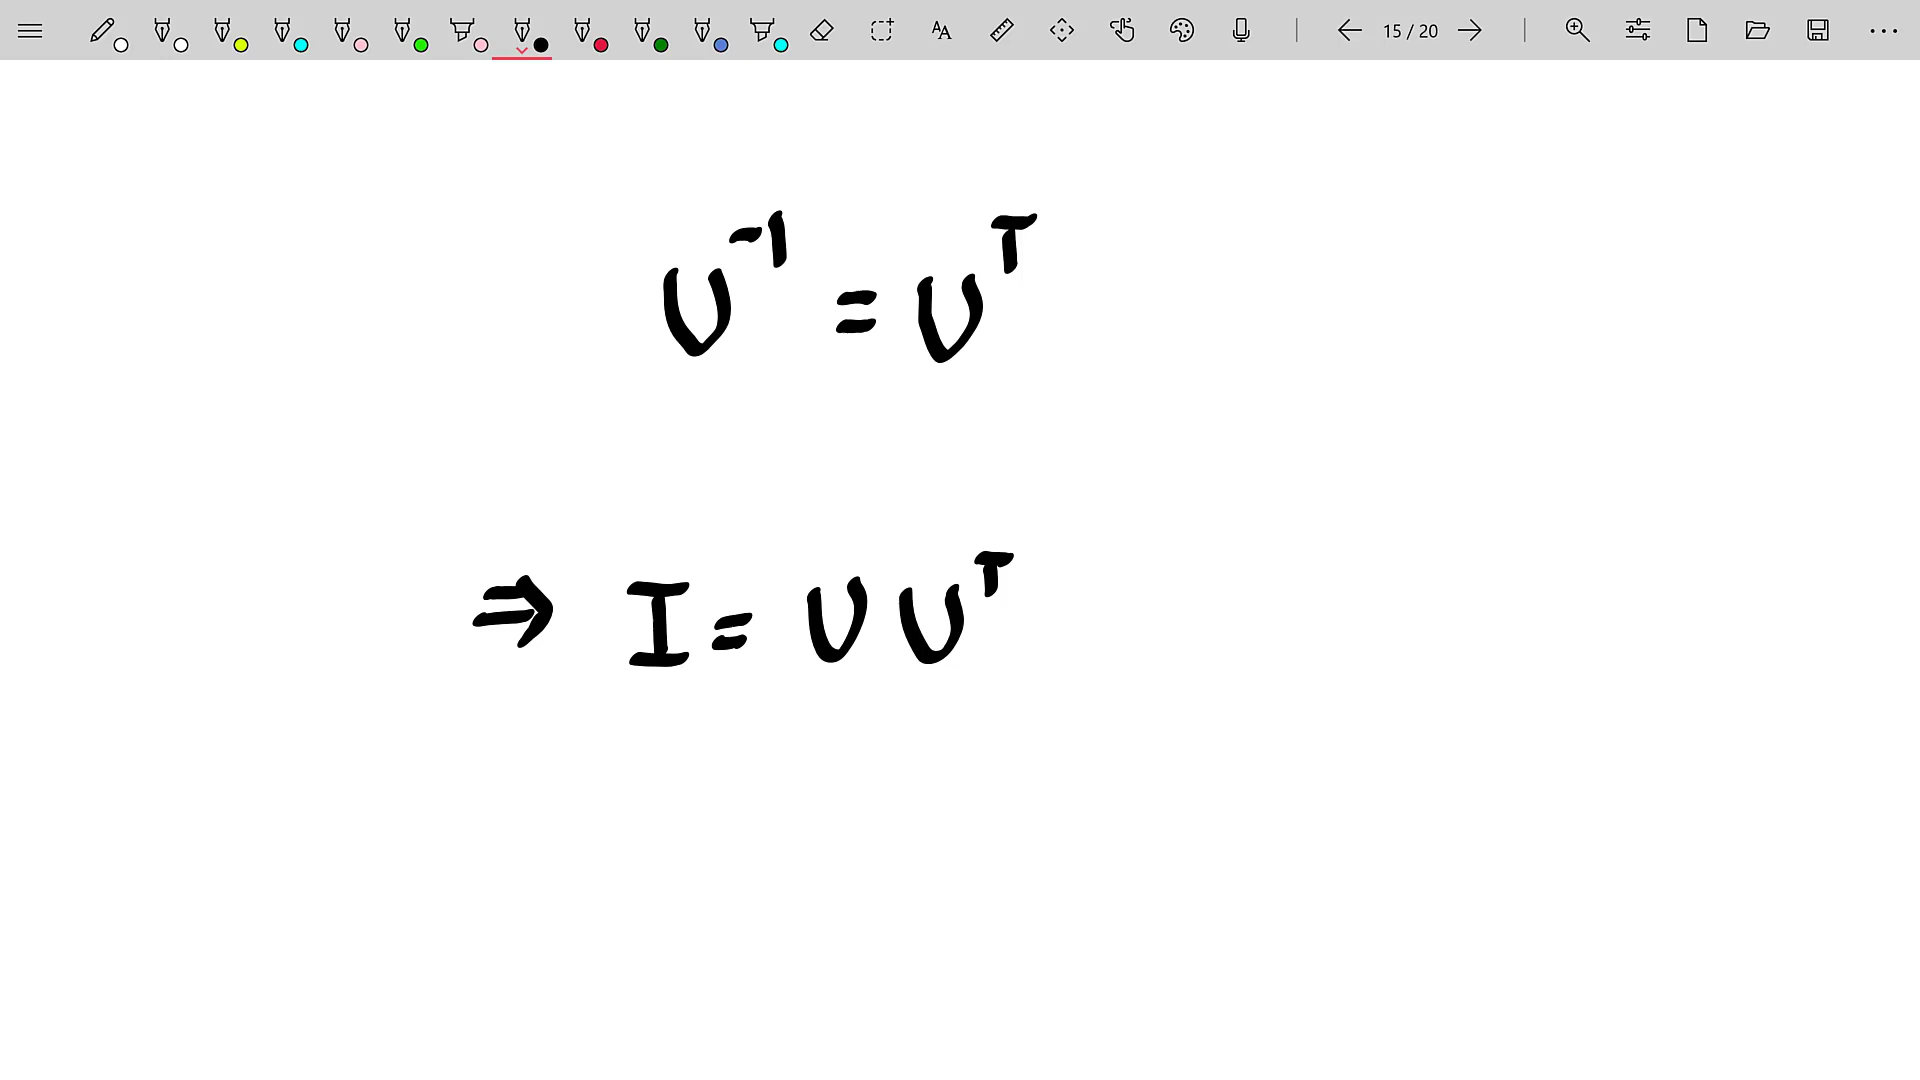 15 / 20
U⁻¹ = Uᵀ
⇒ I = U Uᵀ